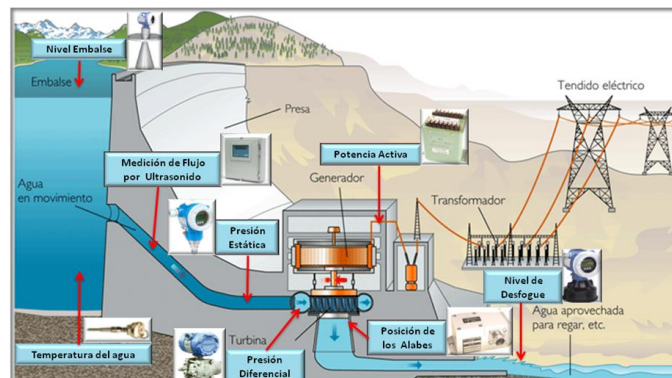 Nivel Embalse
Embalse
Tendido eléctrico
Presa
Potencia Activa
Medición de Flujo
por Ultrasonido
Generador
Agua
en movimiento
Transformador
Presión
Estática
Nivel de
Desfogue
Agua aprovechada
para regar, etc.
Turbina
Posición de
los Alabes
Temperatura del agua
Presión
Diferencial